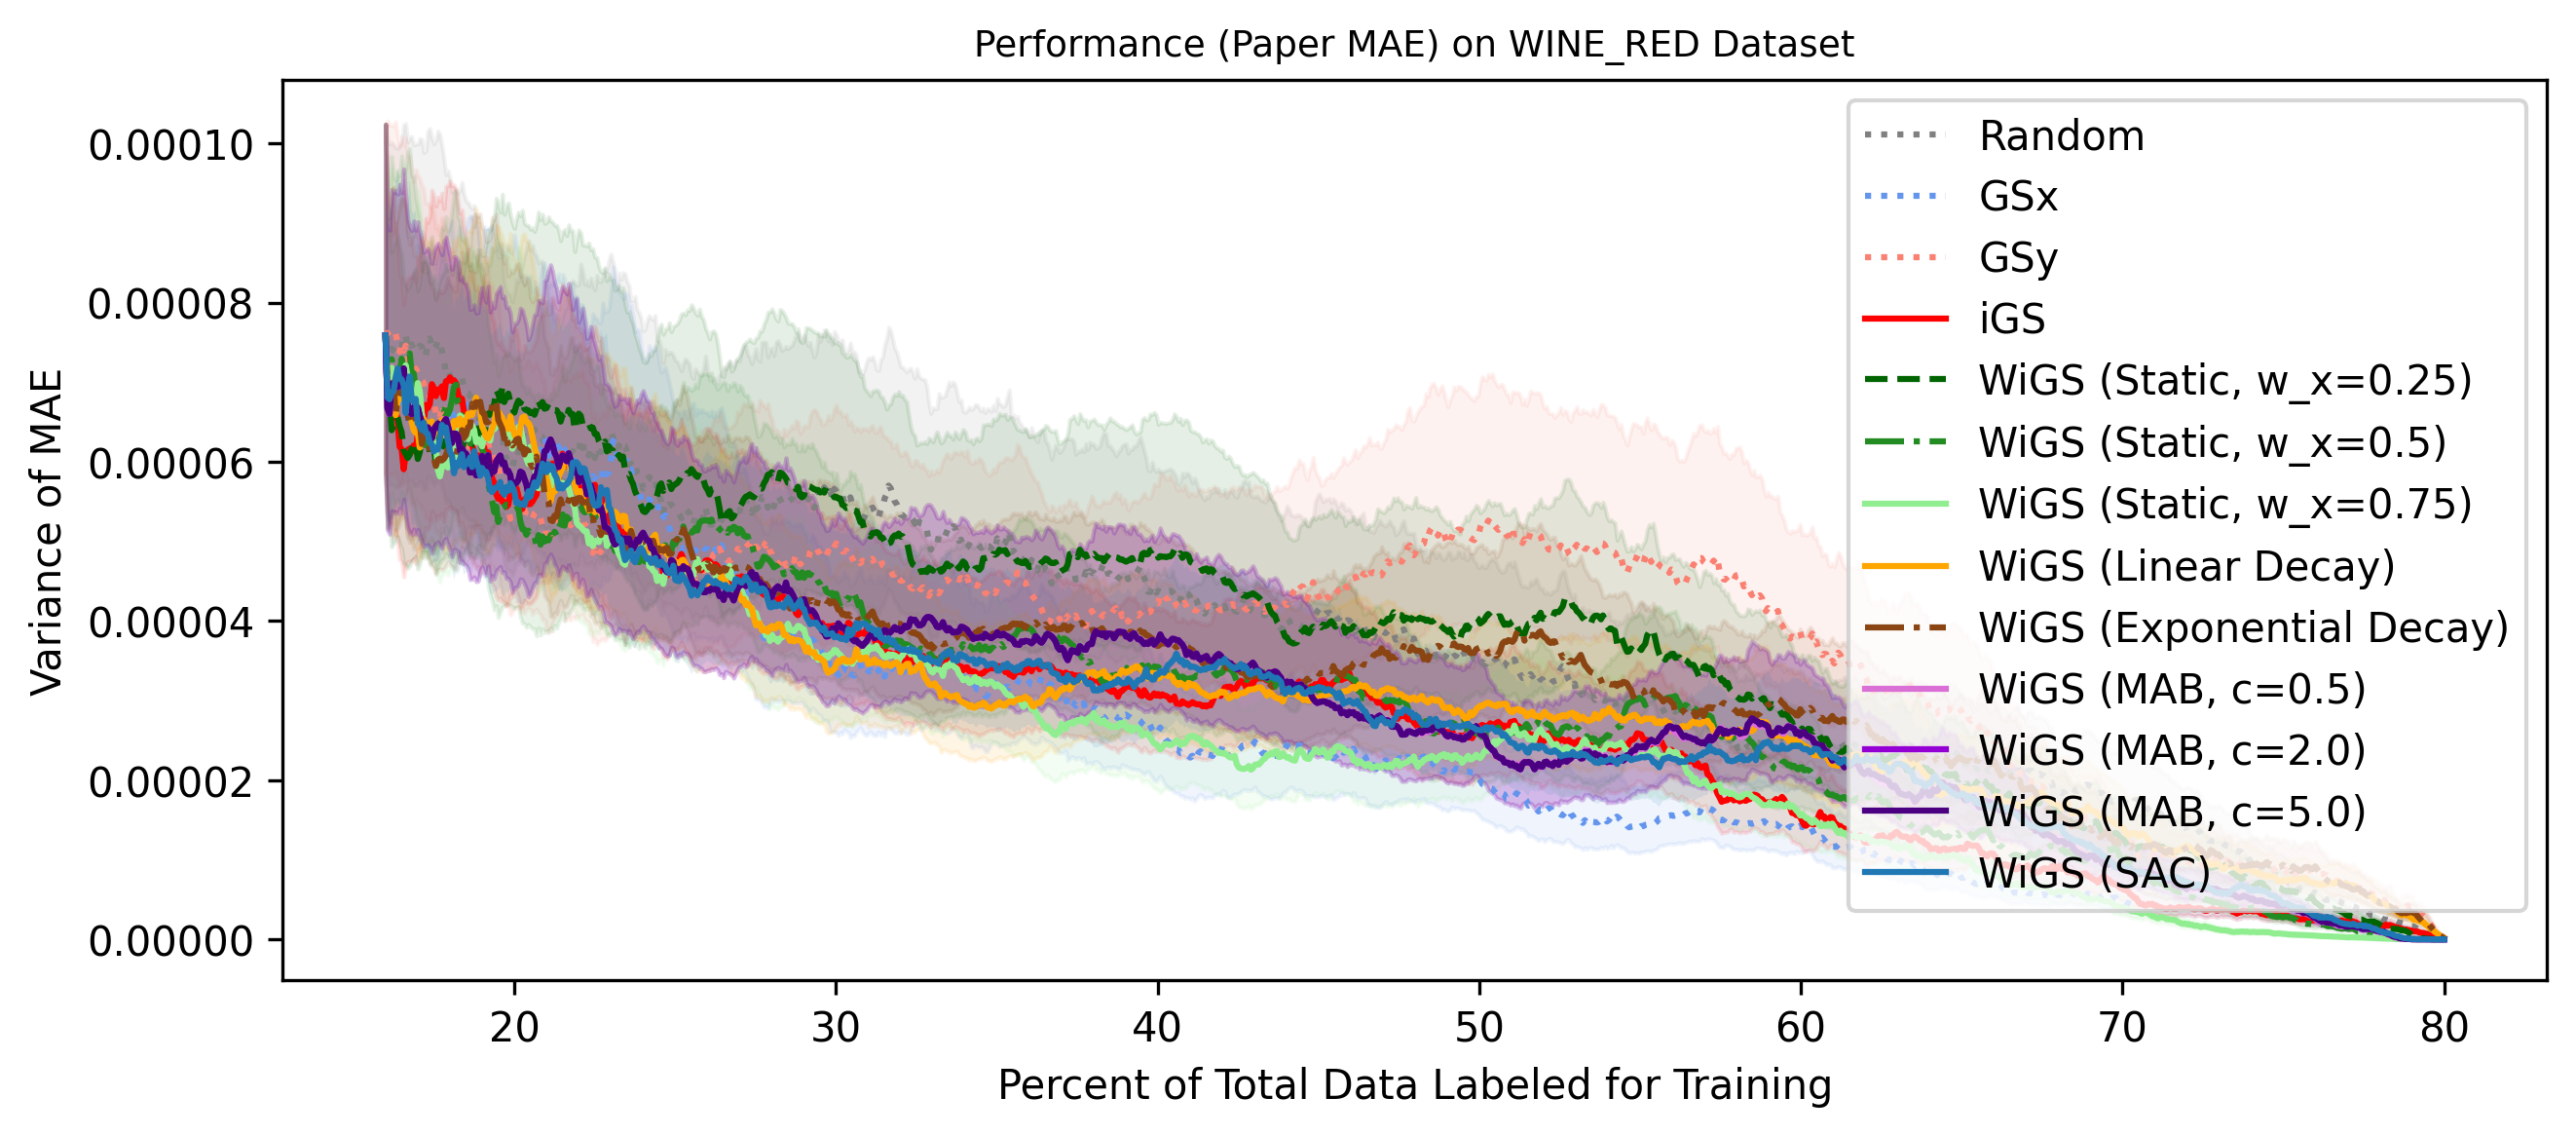 Performance (Paper MAE) on WINE_RED Dataset
Variance of MAE
0.00010
0.00008
0.00006
0.00004
0.00002
0.00000
20 30 40 50 60 70 80
Percent of Total Data Labeled for Training
Random
GSx
GSy
iGS
WiGS (Static, w_x=0.25)
WiGS (Static, w_x=0.5)
WiGS (Static, w_x=0.75)
WiGS (Linear Decay)
WiGS (Exponential Decay)
WiGS (MAB, c=0.5)
WiGS (MAB, c=2.0)
WiGS (MAB, c=5.0)
WiGS (SAC)